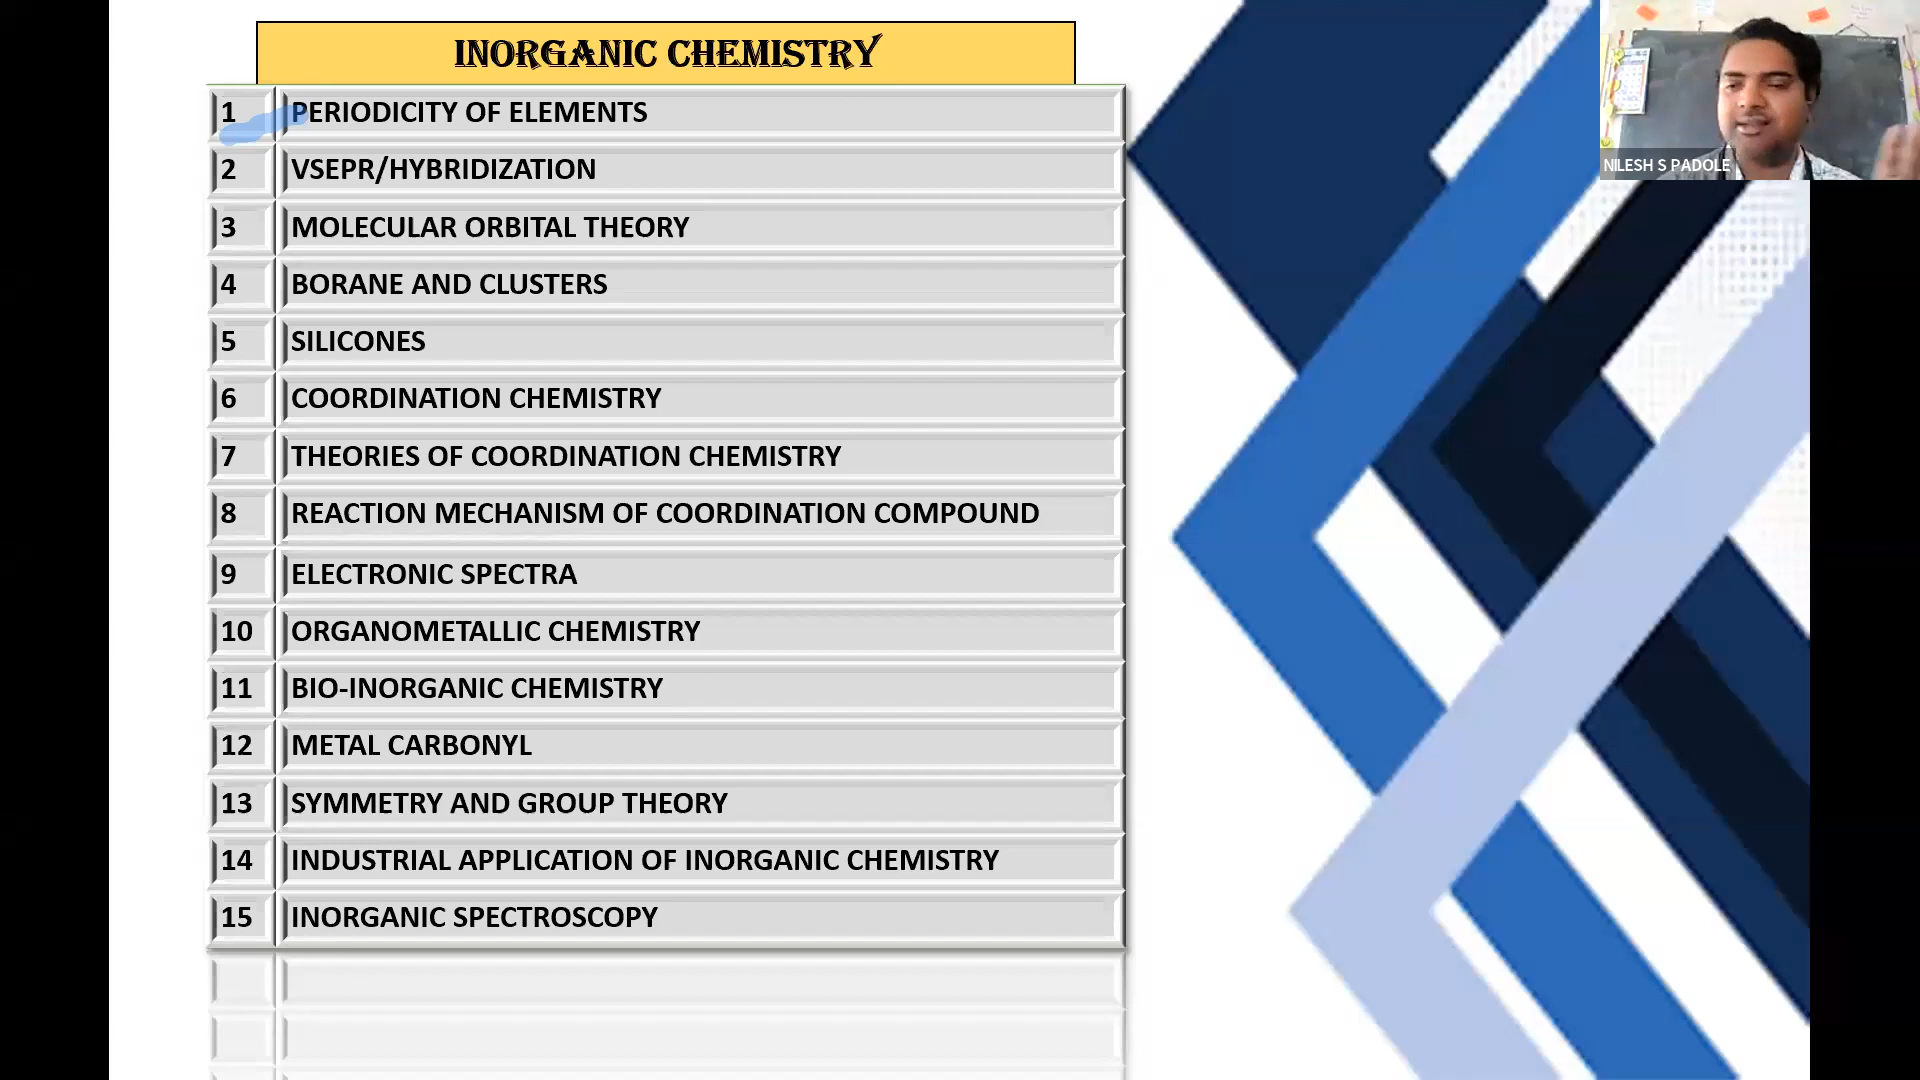 INORGANIC CHEMISTRY
1 PERIODICITY OF ELEMENTS
2 VSEPR/HYBRIDIZATION
3 MOLECULAR ORBITAL THEORY
4 BORANE AND CLUSTERS
5 SILICONES
6 COORDINATION CHEMISTRY
7 THEORIES OF COORDINATION CHEMISTRY
8 REACTION MECHANISM OF COORDINATION COMPOUND
9 ELECTRONIC SPECTRA
10 ORGANOMETALLIC CHEMISTRY
11 BIO-INORGANIC CHEMISTRY
12 METAL CARBONYL
13 SYMMETRY AND GROUP THEORY
14 INDUSTRIAL APPLICATION OF INORGANIC CHEMISTRY
15 INORGANIC SPECTROSCOPY
NILESH S PADOLE